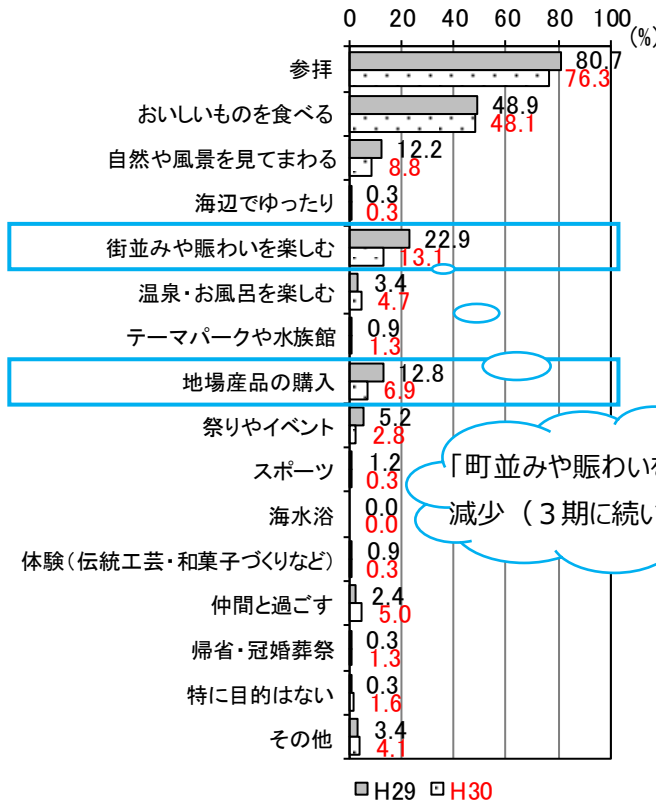 0 20 40 60 80 100
(%)
参拝 80.7
76.3
おいしいものを食べる 48.9
48.1
自然や風景を見てまわる 12.2
8.8
海辺でゆったり 0.3
0.3
街並みや賑わいを楽しむ 22.9
13.1
温泉・お風呂を楽しむ 3.4
4.7
テーマパークや水族館 0.9
1.3
地場産品の購入 12.8
6.9
祭りやイベント 5.2
2.8
スポーツ 1.2
0.3
海水浴 0.0
0.0
体験(伝統工芸・和菓子づくりなど) 0.9
0.3
仲間と過ごす 2.4
5.0
帰省・冠婚葬祭 0.3
1.3
特に目的はない 0.3
1.6
その他 3.4
4.1
「町並みや賑わいを
減少(3期に続い
H29 H30